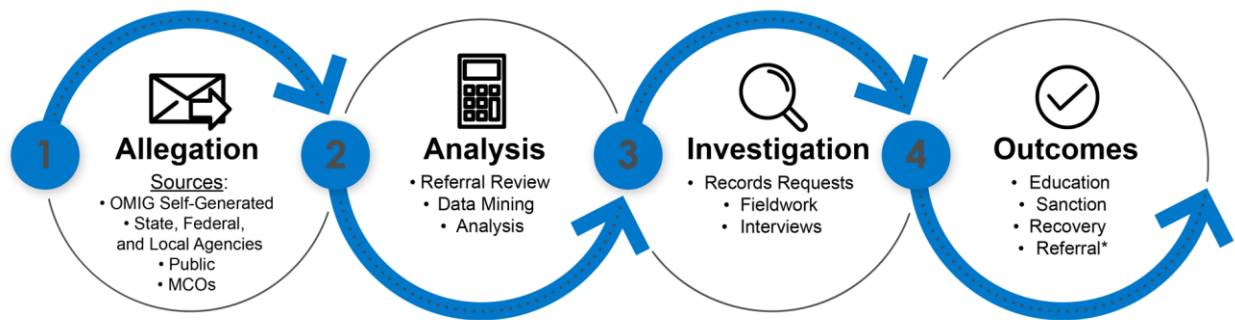 1
Allegation
Sources:
• OMIG Self-Generated
• State, Federal,
and Local Agencies
• Public
• MCOs
2
Analysis
• Referral Review
• Data Mining
• Analysis
3
Investigation
• Records Requests
• Fieldwork
• Interviews
4
Outcomes
• Education
• Sanction
• Recovery
• Referral*